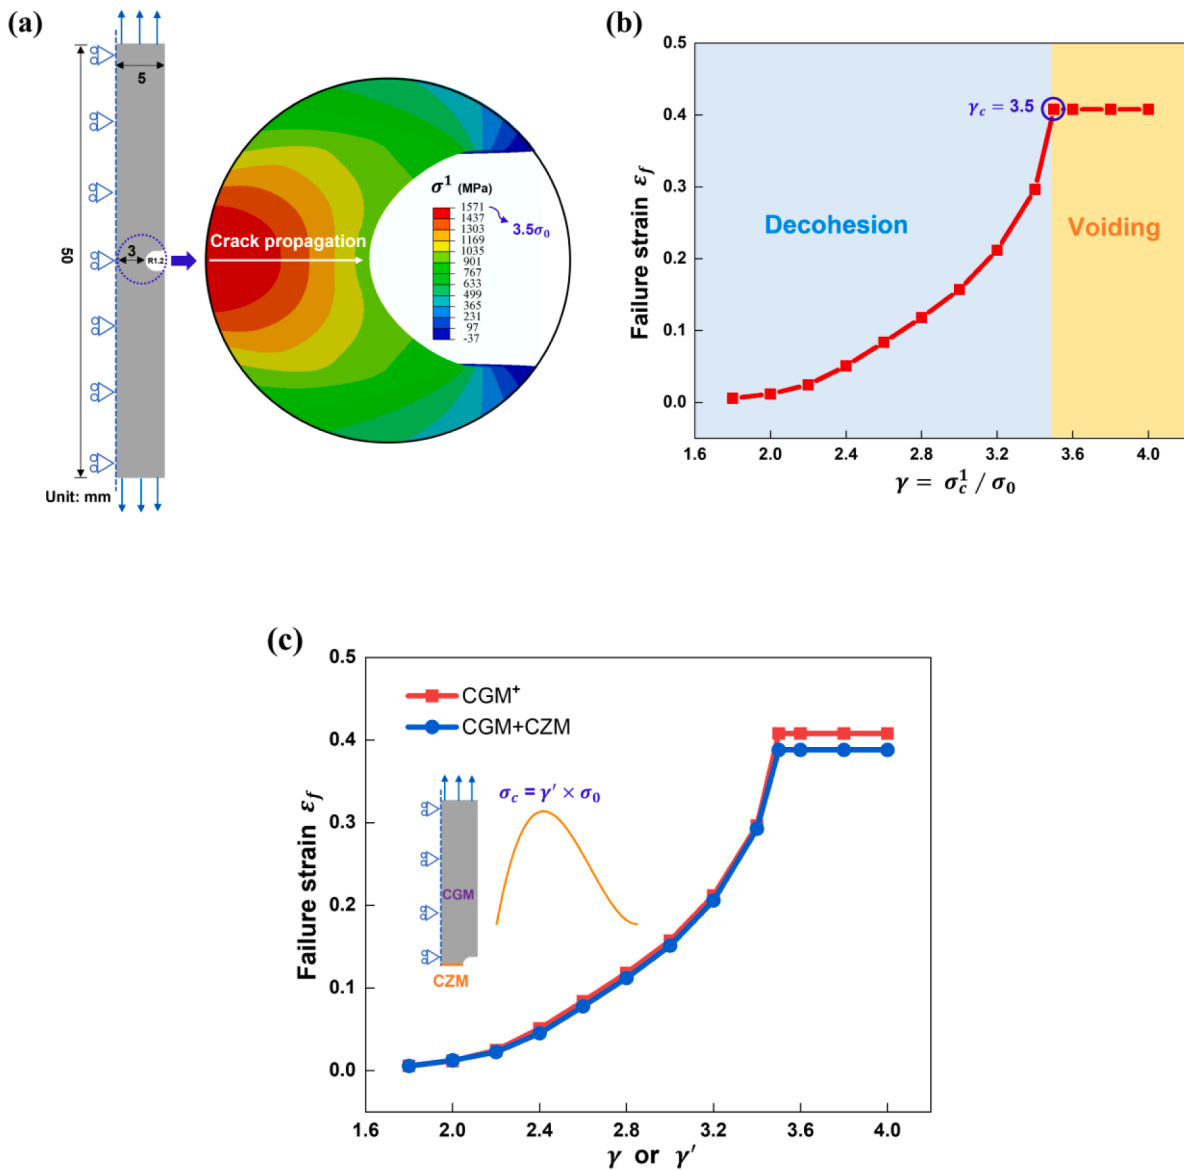 (a)
5
3
R1.2
50
Unit: mm
Crack propagation
σ¹ (MPa)
1571
1437
1303
1169
1035
901
767
633
499
365
231
97
-37
3.5σ₀
(b)
Failure strain ε_f
0.5
0.4
0.3
0.2
0.1
0.0
γ_c = 3.5
Decohesion
Voiding
1.6 2.0 2.4 2.8 3.2 3.6 4.0
γ = σ_c^1 / σ₀
(c)
Failure strain ε_f
0.5
0.4
0.3
0.2
0.1
0.0
CGM⁺
CGM+CZM
σ_c = γ′ × σ₀
CGM
CZM
1.6 2.0 2.4 2.8 3.2 3.6 4.0
γ or γ′